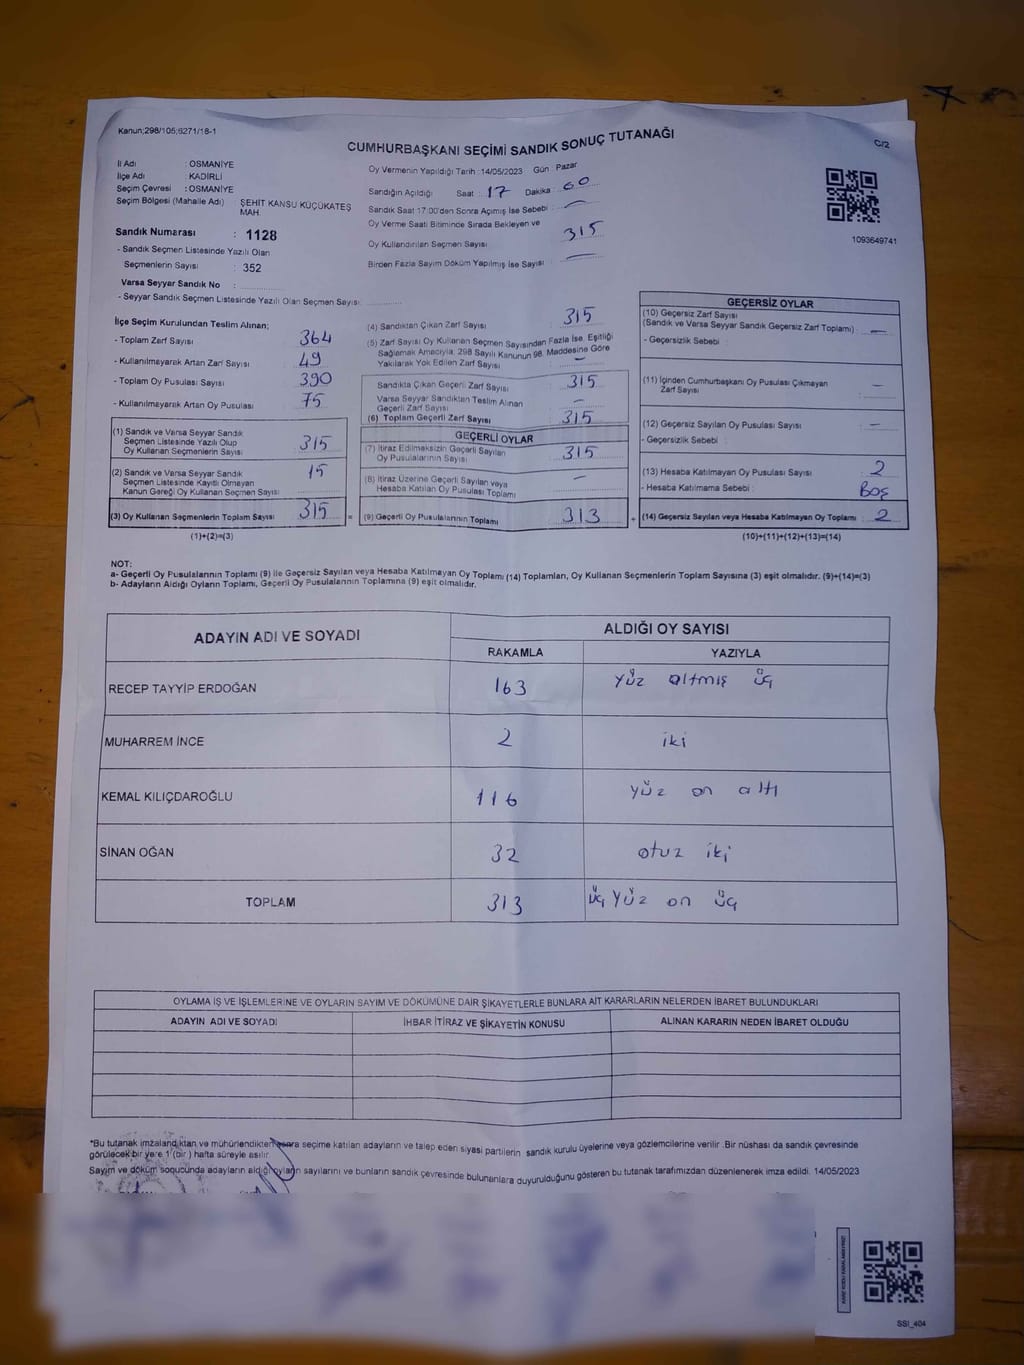 Kanun;298/105;6271/18-1
CUMHURBAŞKANI SEÇİMİ SANDIK SONUÇ TUTANAĞI
C/2
İl Adı : OSMANİYE
İlçe Adı : KADİRLİ
Seçim Çevresi : OSMANİYE
Seçim Bölgesi (Mahalle Adı) ŞEHİT KANSU KÜÇÜKATEŞ
MAH.
Sandık Numarası : 1128
- Sandık Seçmen Listesinde Yazılı Olan
Seçmenlerin Sayısı : 352
Varsa Seyyar Sandık No :
- Seyyar Sandık Seçmen Listesinde Yazılı Olan Seçmen Sayısı:
Oy Vermenin Yapıldığı Tarih :14/05/2023 Gün Pazar
Sandığın Açıldığı Saat : 17 Dakika : 00
Sandık Saat 17:00'den Sonra Açımış İse Sebebi :
Oy Verme Saati Bitiminde Sırada Bekleyen ve
Oy Kullandırılan Seçmen Sayısı 315
Birden Fazla Sayım Döküm Yapılmış İse Sayısı :
1093649741
İlçe Seçim Kurulundan Teslim Alınan;
- Toplam Zarf Sayısı : 364
- Kullanılmayarak Artan Zarf Sayısı : 49
- Toplam Oy Pusulası Sayısı : 390
- Kullanılmayarak Artan Oy Pusulası : 75
(1) Sandık ve Varsa Seyyar Sandık
Seçmen Listesinde Yazılı Olup
Oy Kullanan Seçmenlerin Sayısı : 315
(2) Sandık ve Varsa Seyyar Sandık
Seçmen Listesinde Kayıtlı Olmayan
Kanun Gereği Oy Kullanan Seçmen Sayısı : 15
(3) Oy Kullanan Seçmenlerin Toplam Sayısı : 315 =
(1)+(2)=(3)
(4) Sandıktan Çıkan Zarf Sayısı : 315
(5) Zarf Sayısı Oy Kullanan Seçmen Sayısından Fazla İse, Eşitliği
Sağlamak Amacıyla, 298 Sayılı Kanunun 98. Maddesine Göre
Yakılarak Yok Edilen Zarf Sayısı :
Sandıkta Çıkan Geçerli Zarf Sayısı : 315
Varsa Seyyar Sandıktan Teslim Alınan
Geçerli Zarf Sayısı :
(6) Toplam Geçerli Zarf Sayısı : 315
GEÇERLİ OYLAR
(7) İtiraz Edilmeksizin Geçerli Sayılan
Oy Pusulalarının Sayısı : 315
(8) İtiraz Üzerine Geçerli Sayılan veya
Hesaba Katılan Oy Pusulası Toplamı :
(9) Geçerli Oy Pusulalarının Toplamı : 313 +
GEÇERSİZ OYLAR
(10) Geçersiz Zarf Sayısı
(Sandık ve Varsa Seyyar Sandık Geçersiz Zarf Toplamı) : —
- Geçersizlik Sebebi :
(11) İçinden Cumhurbaşkanı Oy Pusulası Çıkmayan
Zarf Sayısı : —
(12) Geçersiz Sayılan Oy Pusulası Sayısı : —
- Geçersizlik Sebebi :
(13) Hesaba Katılmayan Oy Pusulası Sayısı : 2
- Hesaba Katılmama Sebebi : BOŞ
(14) Geçersiz Sayılan veya Hesaba Katılmayan Oy Toplamı : 2
(10)+(11)+(12)+(13)=(14)
NOT:
a- Geçerli Oy Pusulalarının Toplamı (9) ile Geçersiz Sayılan veya Hesaba Katılmayan Oy Toplamı (14) Toplamları, Oy Kullanan Seçmenlerin Toplam Sayısına (3) eşit olmalıdır. (9)+(14)=(3)
b- Adayların Aldığı Oyların Toplamı, Geçerli Oy Pusulalarının Toplamına (9) eşit olmalıdır.
ADAYIN ADI VE SOYADI ALDIĞI OY SAYISI
RAKAMLA YAZIYLA
RECEP TAYYİP ERDOĞAN 163 yüz altmış üç
MUHARREM İNCE 2 iki
KEMAL KILIÇDAROĞLU 116 yüz on altı
SİNAN OĞAN 32 otuz iki
TOPLAM 313 üç yüz on üç
OYLAMA İŞ VE İŞLEMLERİNE VE OYLARIN SAYIM VE DÖKÜMÜNE DAİR ŞİKAYETLERLE BUNLARA AİT KARARLARIN NELERDEN İBARET BULUNDUKLARI
ADAYIN ADI VE SOYADI İHBAR İTİRAZ VE ŞİKAYETİN KONUSU ALINAN KARARIN NEDEN İBARET OLDUĞU
*Bu tutanak imzalandıktan ve mühürlendikten sonra seçime katılan adayların ve talep eden siyasi partilerin sandık kurulu üyelerine veya gözlemcilerine verilir .Bir nüshası da sandık çevresinde
görülecek bir yere 1 (bir ) hafta süreyle asılır.
Sayım ve döküm sonucunda adayların aldığı oyların sayılarını ve bunların sandık çevresinde bulunanlara duyurulduğunu gösteren bu tutanak tarafımızdan düzenlenerek imza edildi. 14/05/2023
SSI_404